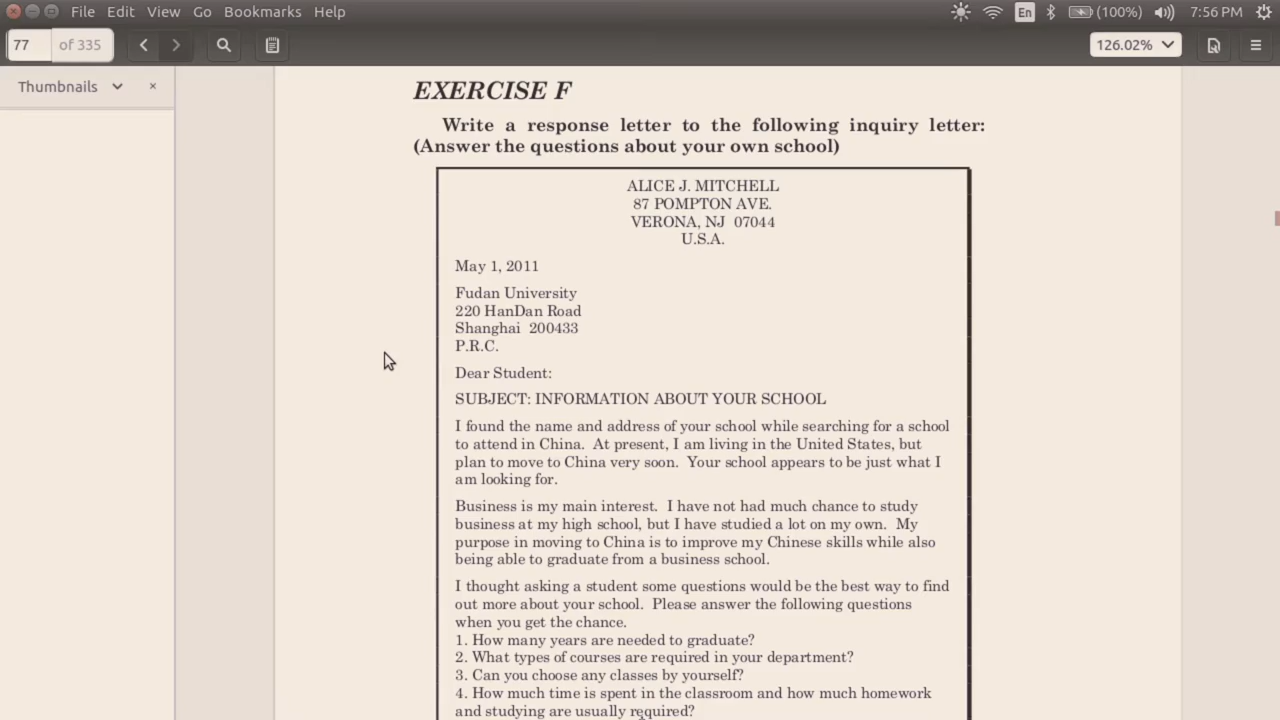 File Edit View Go Bookmarks Help
En
(100%)
7:56 PM
77 of 335
126.02%
Thumbnails
EXERCISE F
Write a response letter to the following inquiry letter:
(Answer the questions about your own school)
ALICE J. MITCHELL
87 POMPTON AVE.
VERONA, NJ 07044
U.S.A.
May 1, 2011
Fudan University
220 HanDan Road
Shanghai 200433
P.R.C.
Dear Student:
SUBJECT: INFORMATION ABOUT YOUR SCHOOL
I found the name and address of your school while searching for a school
to attend in China. At present, I am living in the United States, but
plan to move to China very soon. Your school appears to be just what I
am looking for.
Business is my main interest. I have not had much chance to study
business at my high school, but I have studied a lot on my own. My
purpose in moving to China is to improve my Chinese skills while also
being able to graduate from a business school.
I thought asking a student some questions would be the best way to find
out more about your school. Please answer the following questions
when you get the chance.
1. How many years are needed to graduate?
2. What types of courses are required in your department?
3. Can you choose any classes by yourself?
4. How much time is spent in the classroom and how much homework
and studying are usually required?